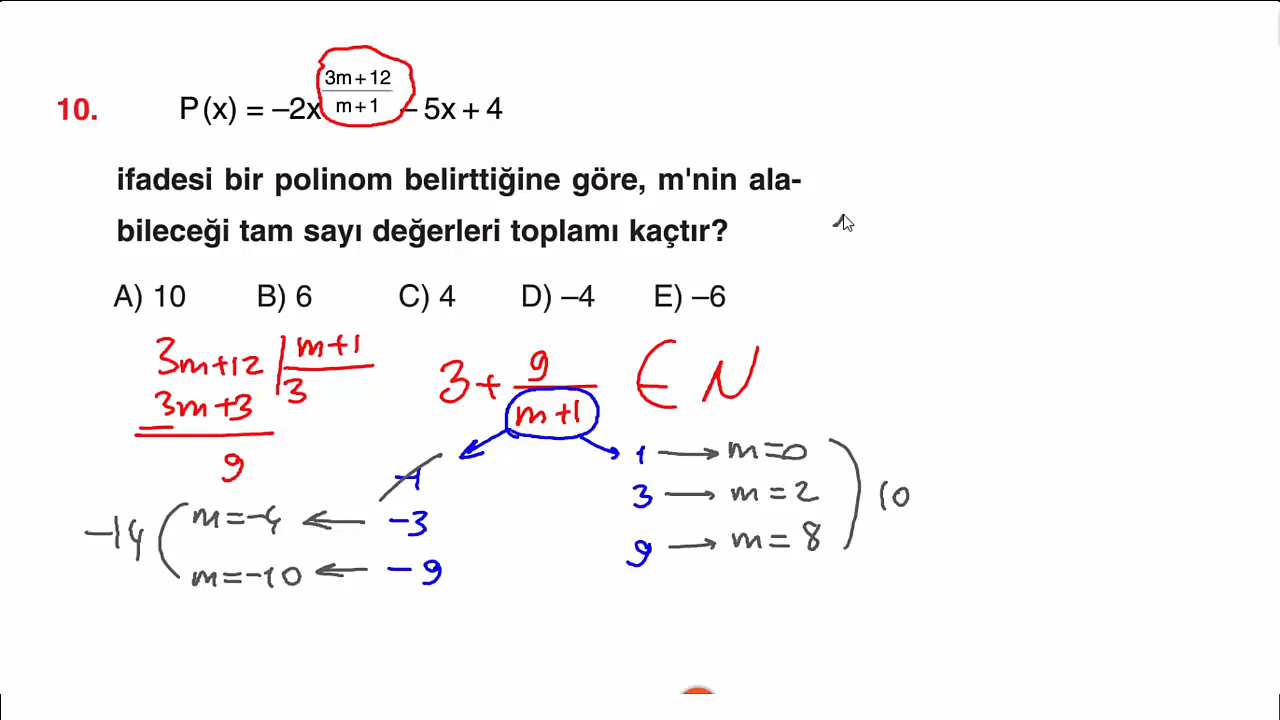 10. P(x) = –2x^((3m+12)/(m+1)) – 5x + 4
ifadesi bir polinom belirttiğine göre, m'nin ala-
bileceği tam sayı değerleri toplamı kaçtır?
A) 10 B) 6 C) 4 D) –4 E) –6
3m+12 | m+1
3m+3 | 3
9
3 + 9/(m+1) ∈ N
-1
-3 → m=-4
-9 → m=-10
-14
1 → m=0
3 → m=2
9 → m=8
10